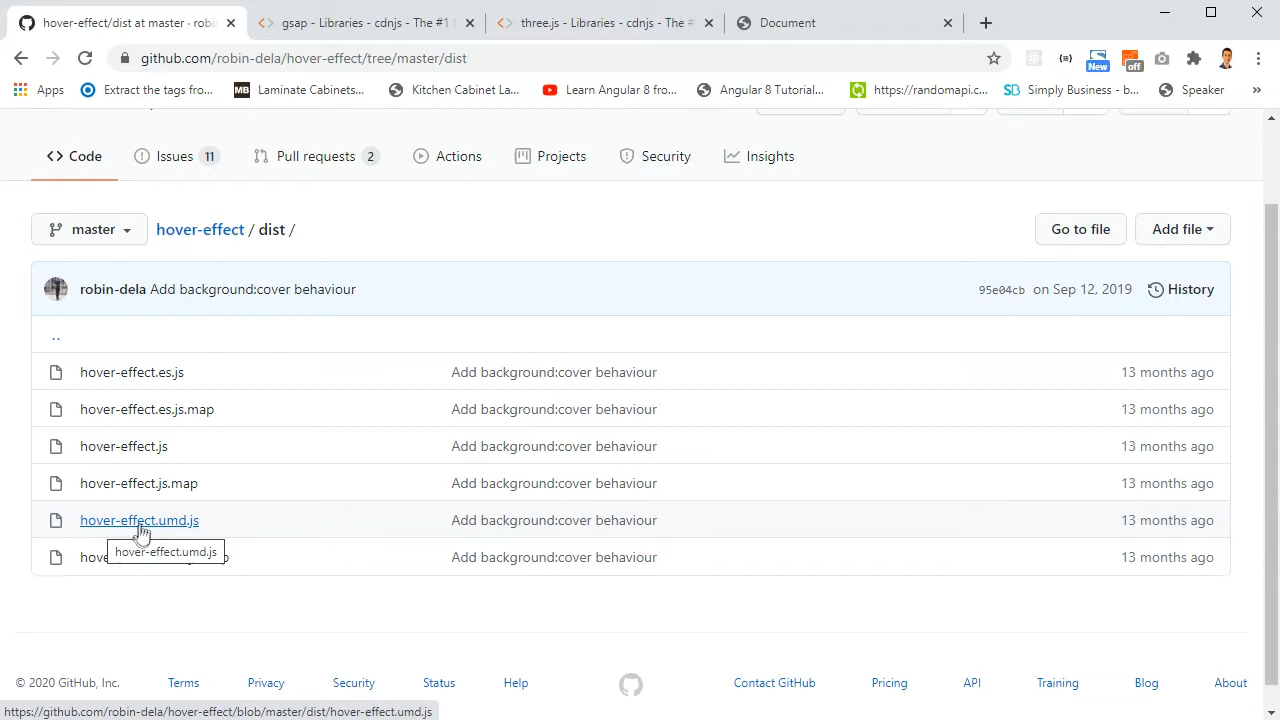 hover-effect/dist at master · robin
gsap - Libraries - cdnjs - The #1
three.js - Libraries - cdnjs - The #
Document
github.com/robin-dela/hover-effect/tree/master/dist
New
off
Apps
Extract the tags fro...
MB
Laminate Cabinets...
Kitchen Cabinet La...
Learn Angular 8 fro...
Angular 8 Tutorial...
https://randomapi.c...
SB
Simply Business - b...
Speaker
»
Code
Issues 11
Pull requests 2
Actions
Projects
Security
Insights
master
hover-effect / dist /
Go to file
Add file
robin-dela Add background:cover behaviour
95e04cb on Sep 12, 2019
History
..
hover-effect.es.js Add background:cover behaviour 13 months ago
hover-effect.es.js.map Add background:cover behaviour 13 months ago
hover-effect.js Add background:cover behaviour 13 months ago
hover-effect.js.map Add background:cover behaviour 13 months ago
hover-effect.umd.js Add background:cover behaviour 13 months ago
hover-effect.umd.js
Add background:cover behaviour 13 months ago
© 2020 GitHub, Inc.
Terms
Privacy
Security
Status
Help
Contact GitHub
Pricing
API
Training
Blog
About
https://github.com/robin-dela/hover-effect/blob/master/dist/hover-effect.umd.js